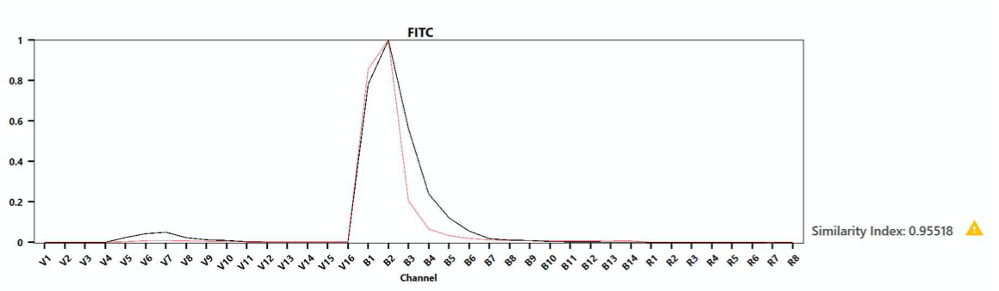 FITC
1
0.8
0.6
0.4
0.2
0
V1 V2 V3 V4 V5 V6 V7 V8 V9 V10 V11 V12 V13 V14 V15 V16 B1 B2 B3 B4 B5 B6 B7 B8 B9 B10 B11 B12 B13 B14 R1 R2 R3 R4 R5 R6 R7 R8
Channel
Similarity Index: 0.95518